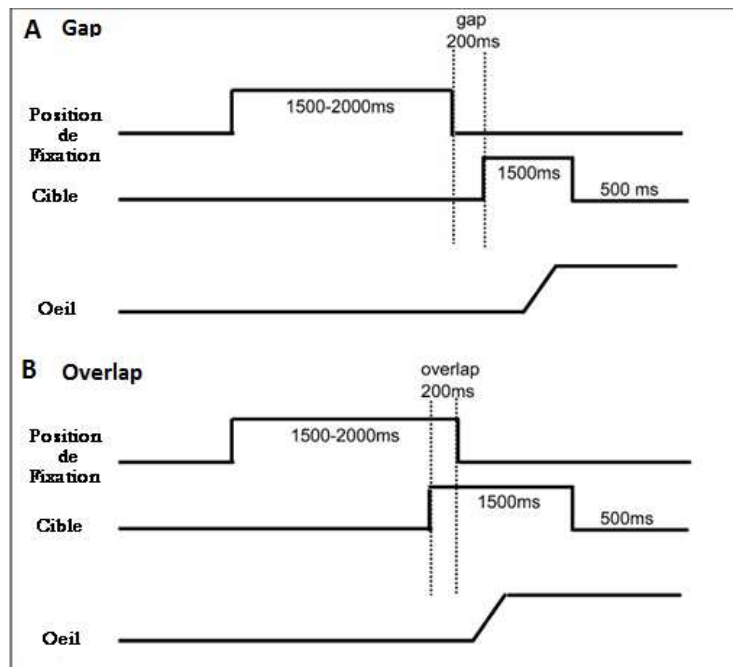 A Gap
gap
200ms
1500-2000ms
Position
de
Fixation
1500ms
500 ms
Cible
Oeil
B Overlap
overlap
200ms
1500-2000ms
Position
de
Fixation
1500ms
500ms
Cible
Oeil